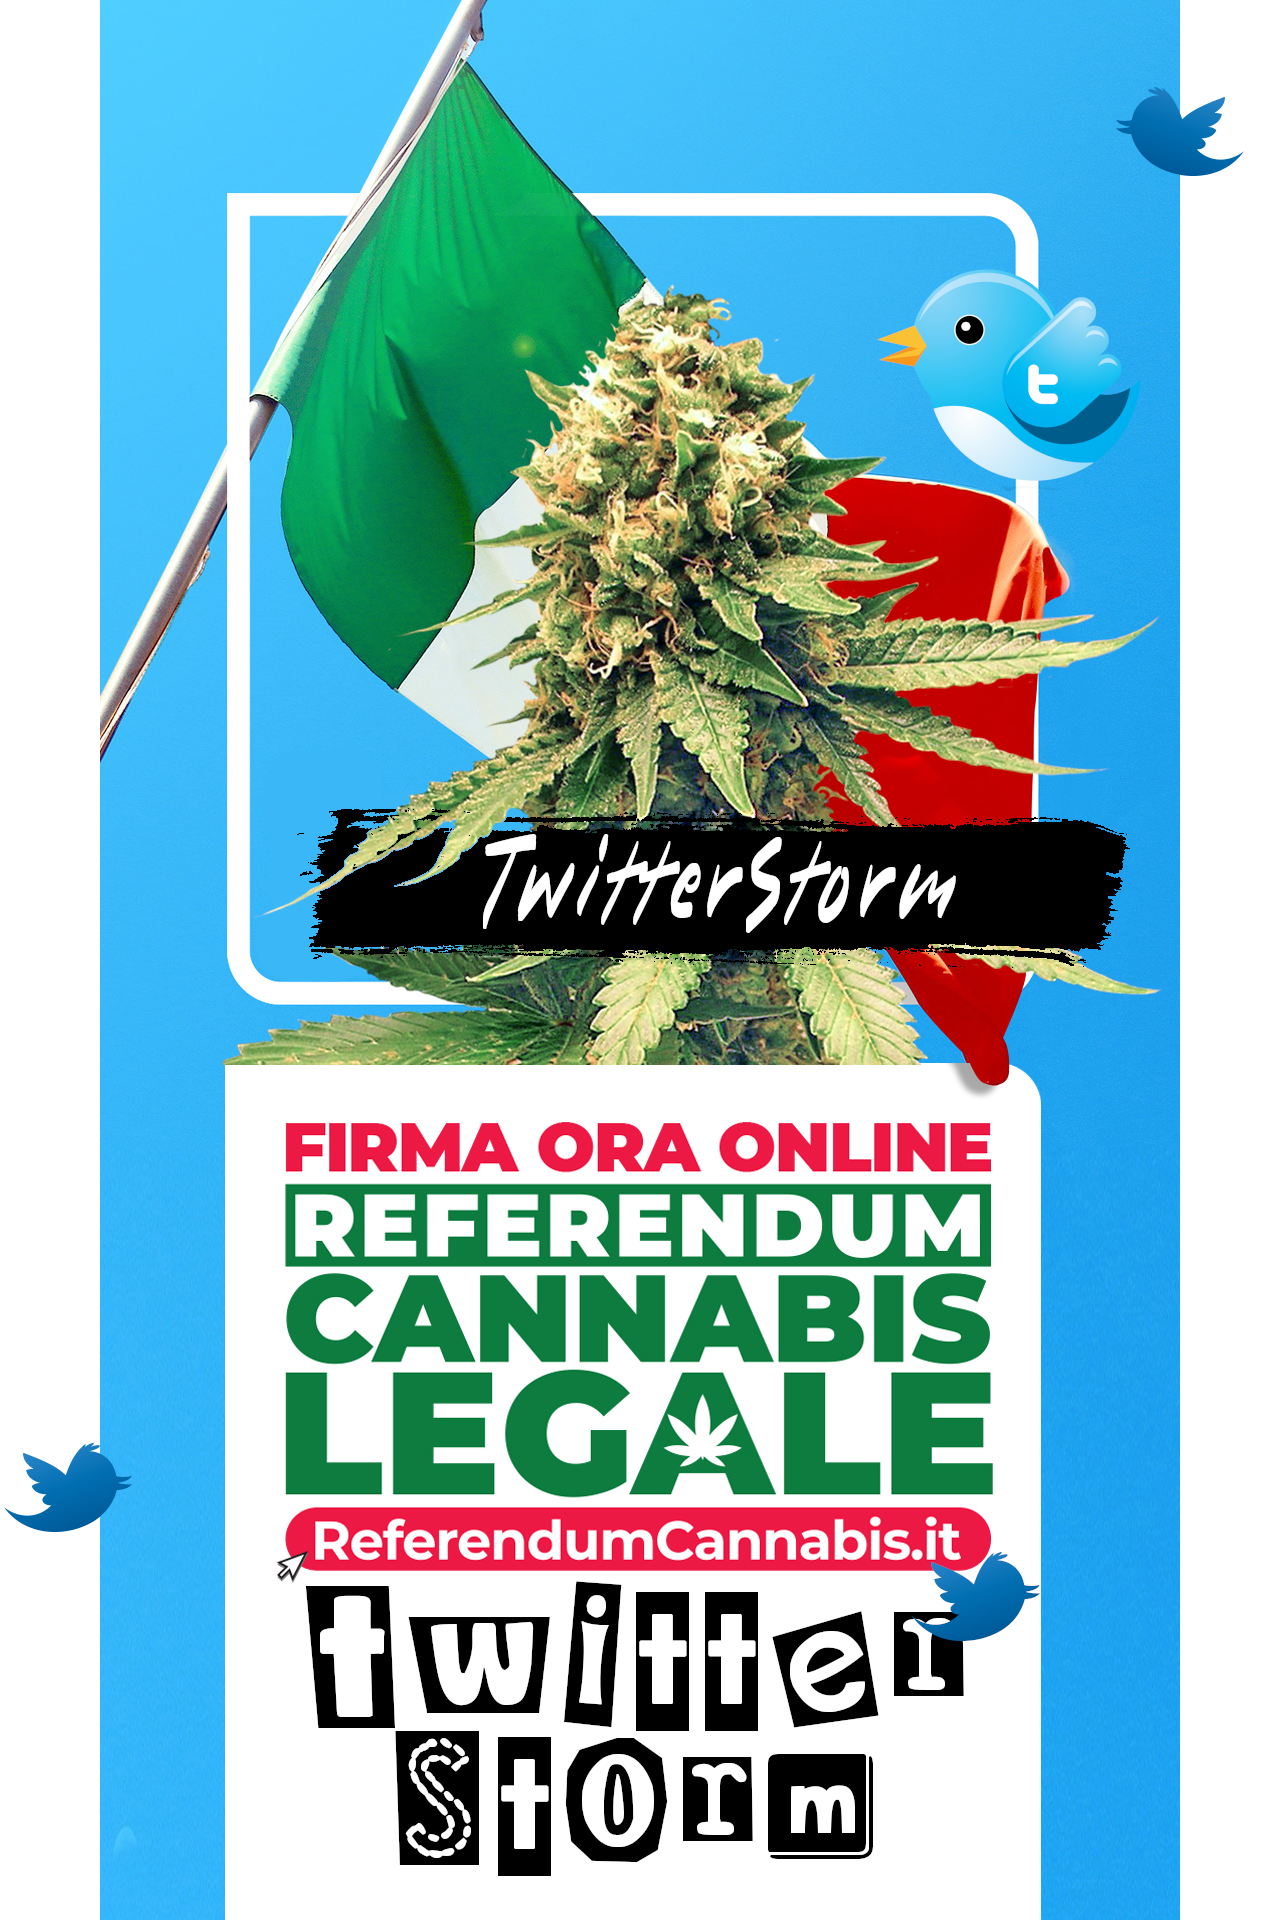 t
TwitterStorm
FIRMA ORA ONLINE
REFERENDUM
CANNABIS
LEGALE
ReferendumCannabis.it
twitter
Storm